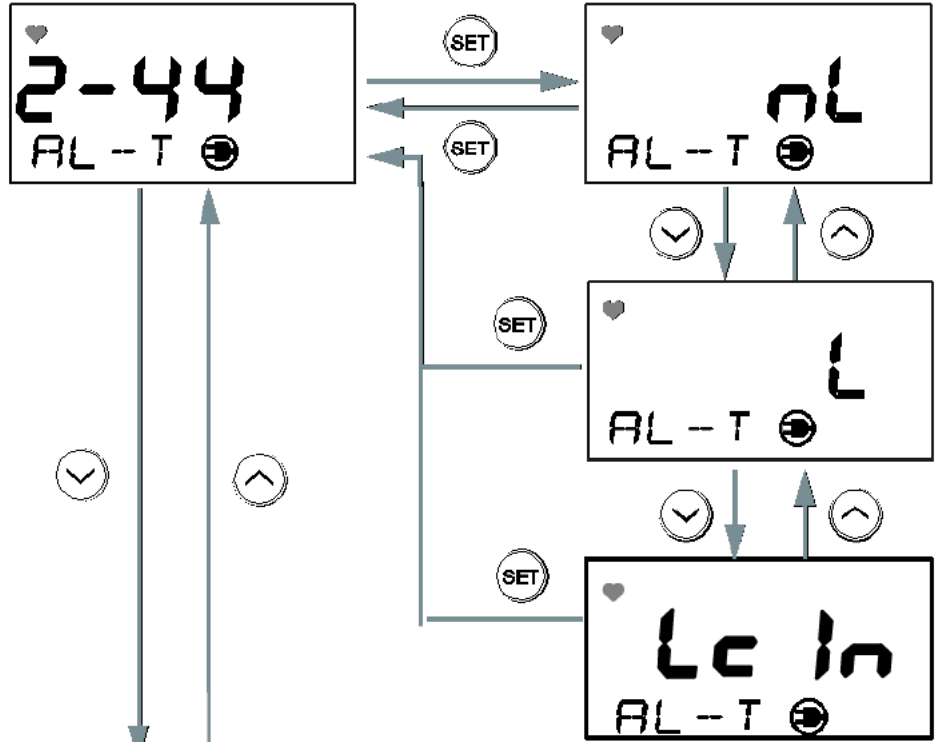 2-44
AL--T
SET
SET
nL
AL--T
SET
L
AL--T
SET
Lc In
AL--T